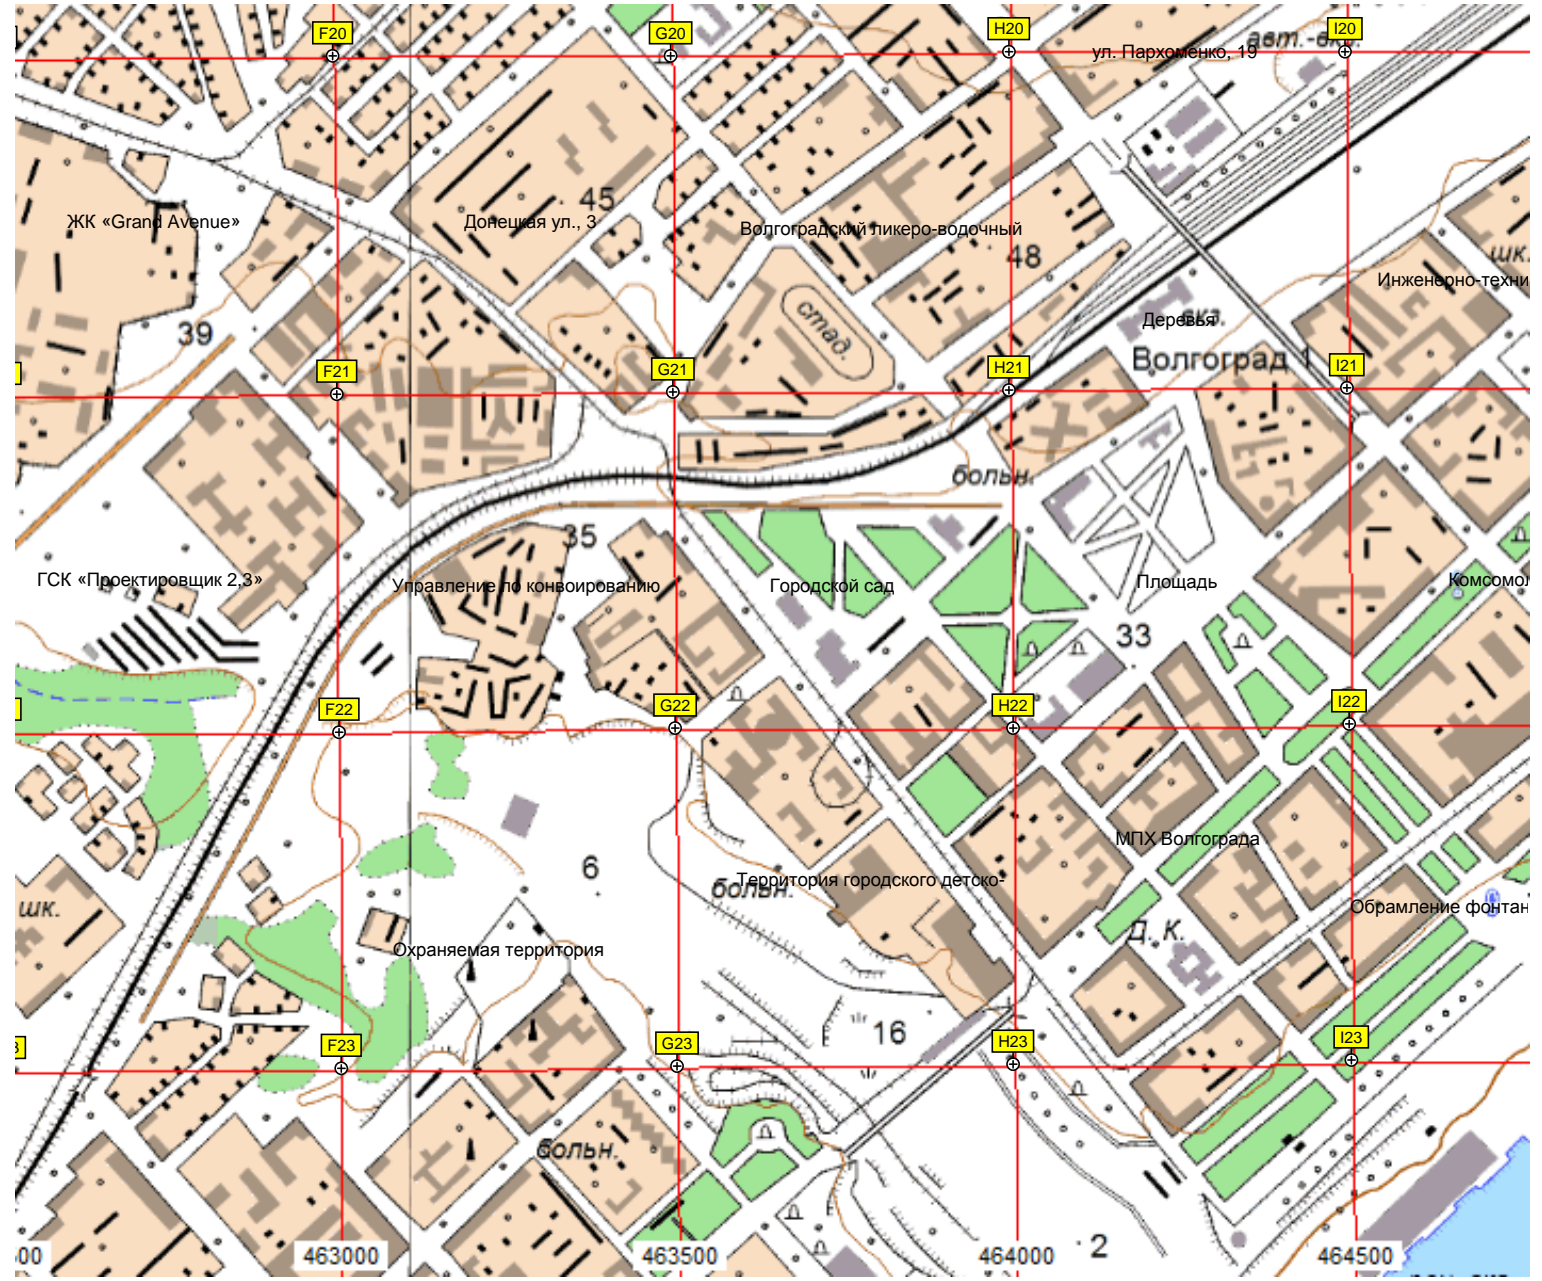 F20
G20
H20
I20
авт.-вкз.
ул. Пархоменко, 19
45
ЖК «Grand Avenue»
Донецкая ул., 3
Волгоградский ликеро-водочный
48
шк.
Инженерно-техни
стад.
вкз.
Деревья
39
Волгоград 1
F21
G21
H21
I21
больн.
35
ГСК «Проектировщик 2,3»
Управление по конвоированию
Городской сад
Площадь
Комсомол
33
F22
G22
H22
I22
МПХ Волгограда
6
больн.
Территория городского детско-
шк.
Обрамление фонтан
Д. К.
Охраняемая территория
16
F23
G23
H23
I23
больн.
2
00
463000
463500
464000
464500